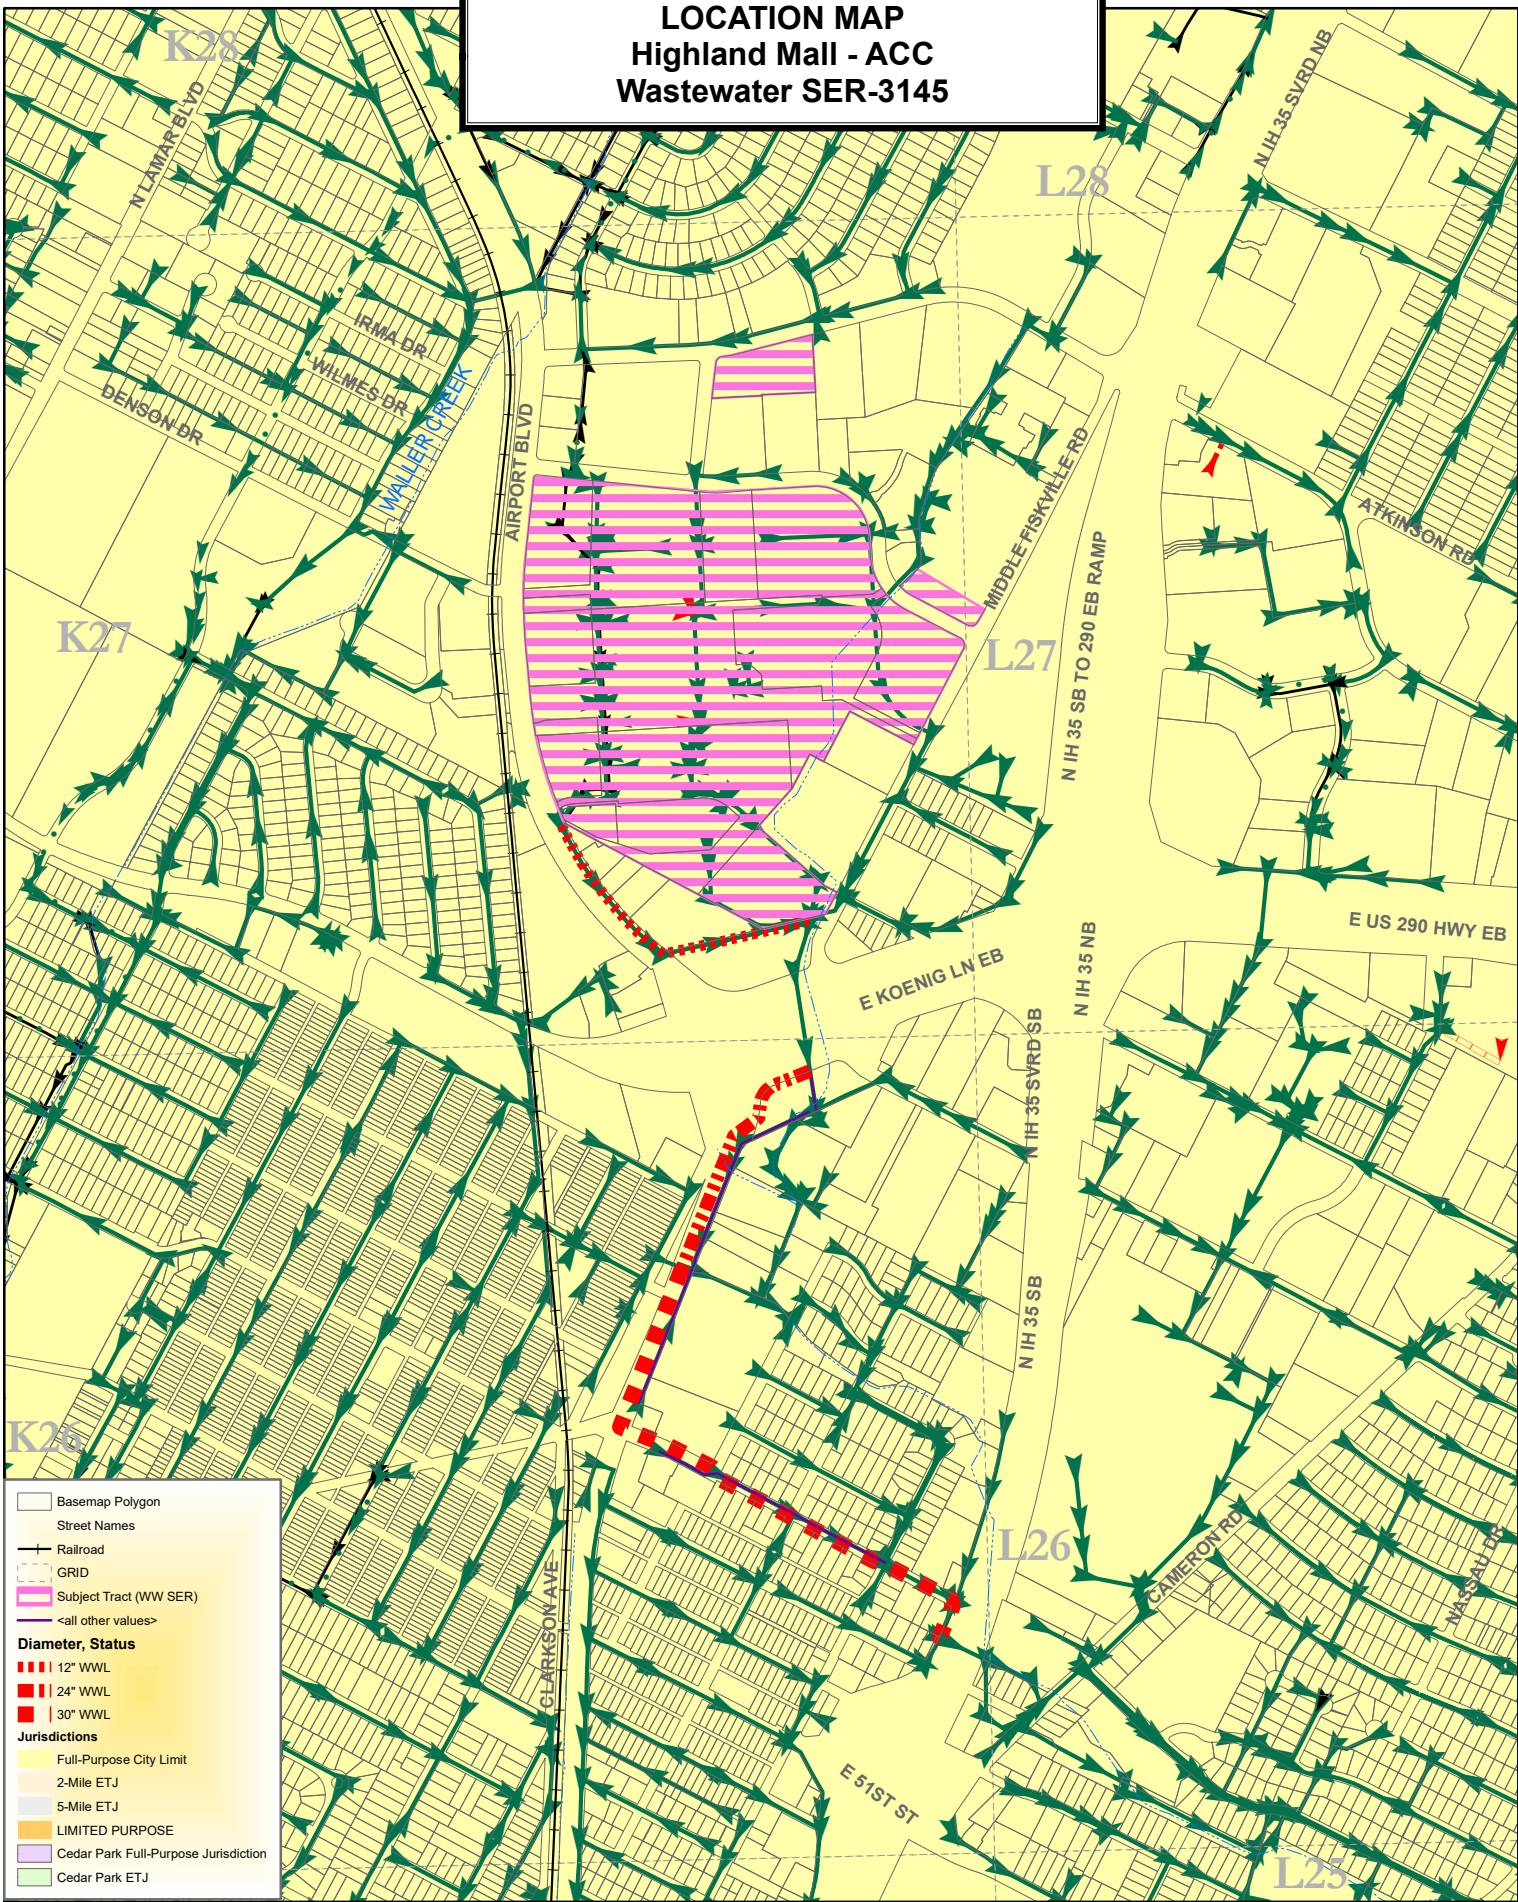 LOCATION MAP
Highland Mall - ACC
Wastewater SER-3145
K28
N LAMAR BLVD
N IH 35 SVRD NB
L28
IRMA DR
WILMES DR
DENSON DR
WALLER CREEK
AIRPORT BLVD
MIDDLE FISKVILLE RD
ATKINSON RD
K27
L27
N IH 35 SB TO 290 EB RAMP
E US 290 HWY EB
E KOENIG LN EB
N IH 35 NB
N IH 35 SVRD SB
N IH 35 SB
K26
L26
CAMERON RD
NASSAU DR
CLARKSON AVE
E 51ST ST
L25
Basemap Polygon
Street Names
Railroad
GRID
Subject Tract (WW SER)
<all other values>
Diameter, Status
12" WWL
24" WWL
30" WWL
Jurisdictions
Full-Purpose City Limit
2-Mile ETJ
5-Mile ETJ
LIMITED PURPOSE
Cedar Park Full-Purpose Jurisdiction
Cedar Park ETJ